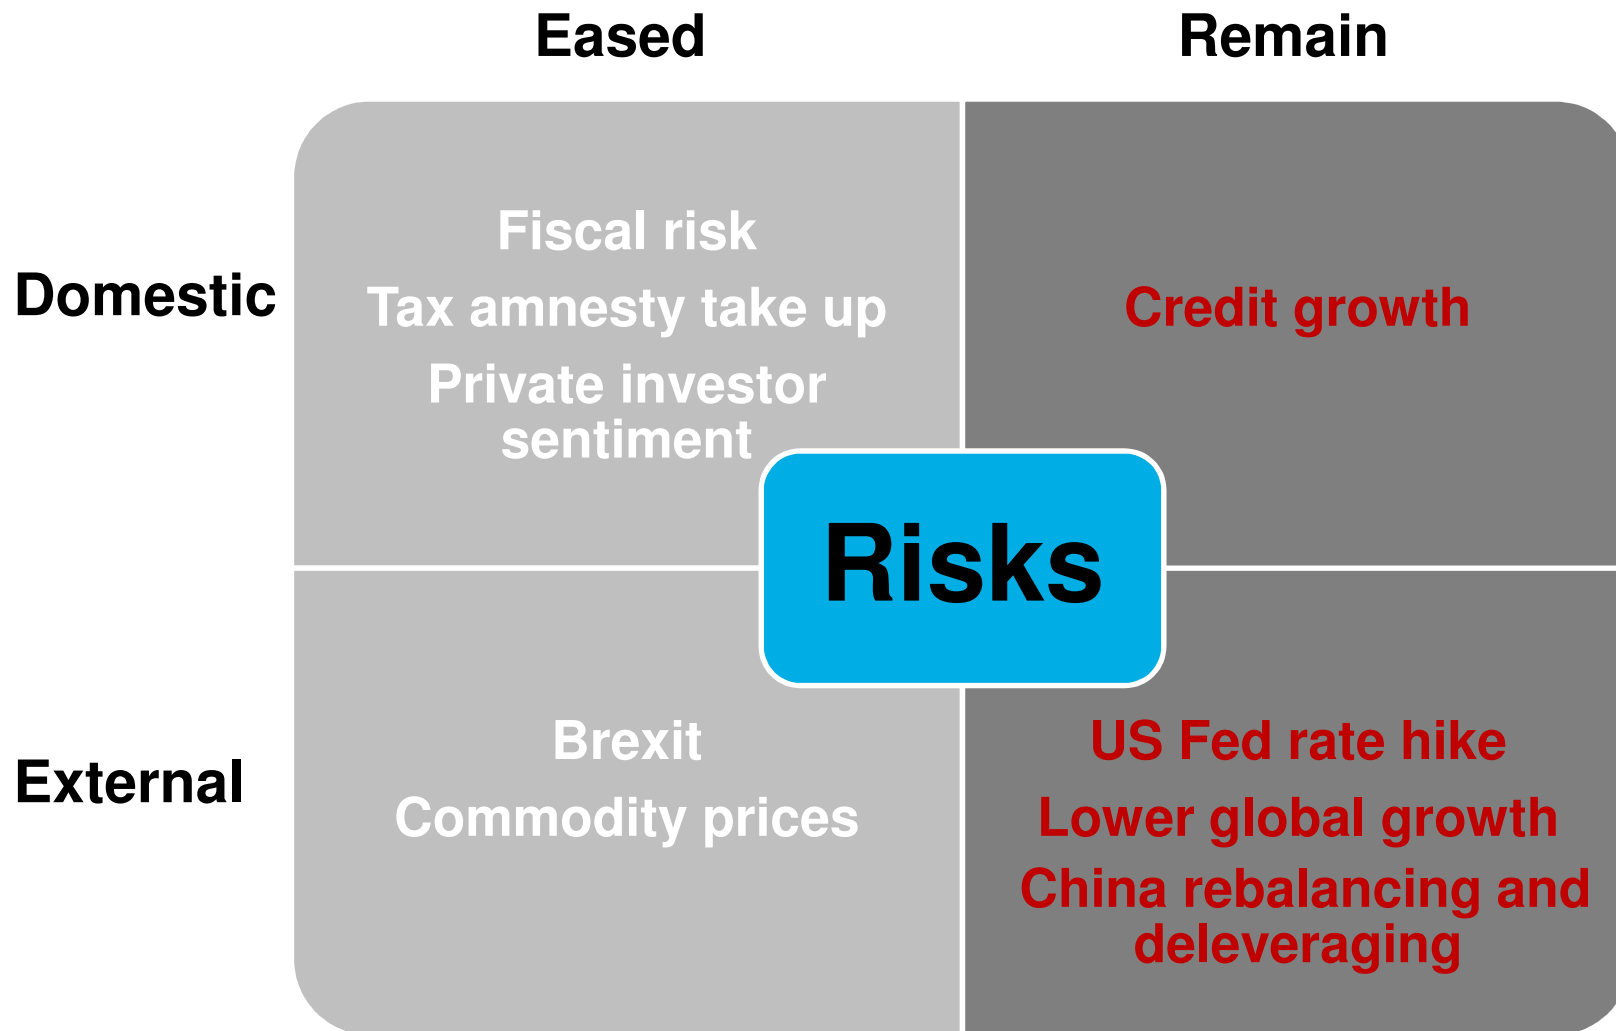 Eased
Remain
Domestic
Fiscal risk
Tax amnesty take up
Private investor
sentiment
Credit growth
Risks
External
Brexit
Commodity prices
US Fed rate hike
Lower global growth
China rebalancing and
deleveraging